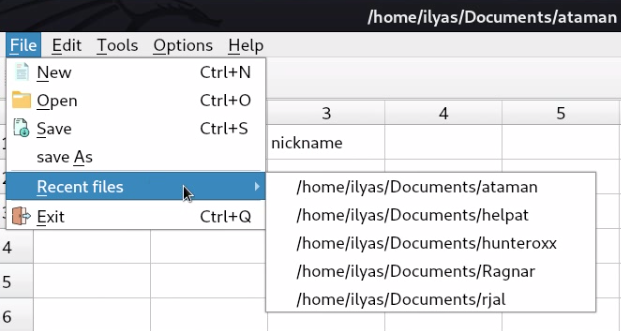 /home/ilyas/Documents/ataman
File Edit Tools Options Help
New Ctrl+N
Open Ctrl+O
Save Ctrl+S
save As
Recent files
Exit Ctrl+Q
3 4 5
nickname
/home/ilyas/Documents/ataman
/home/ilyas/Documents/helpat
/home/ilyas/Documents/hunteroxx
/home/ilyas/Documents/Ragnar
/home/ilyas/Documents/rjal
4
5
6